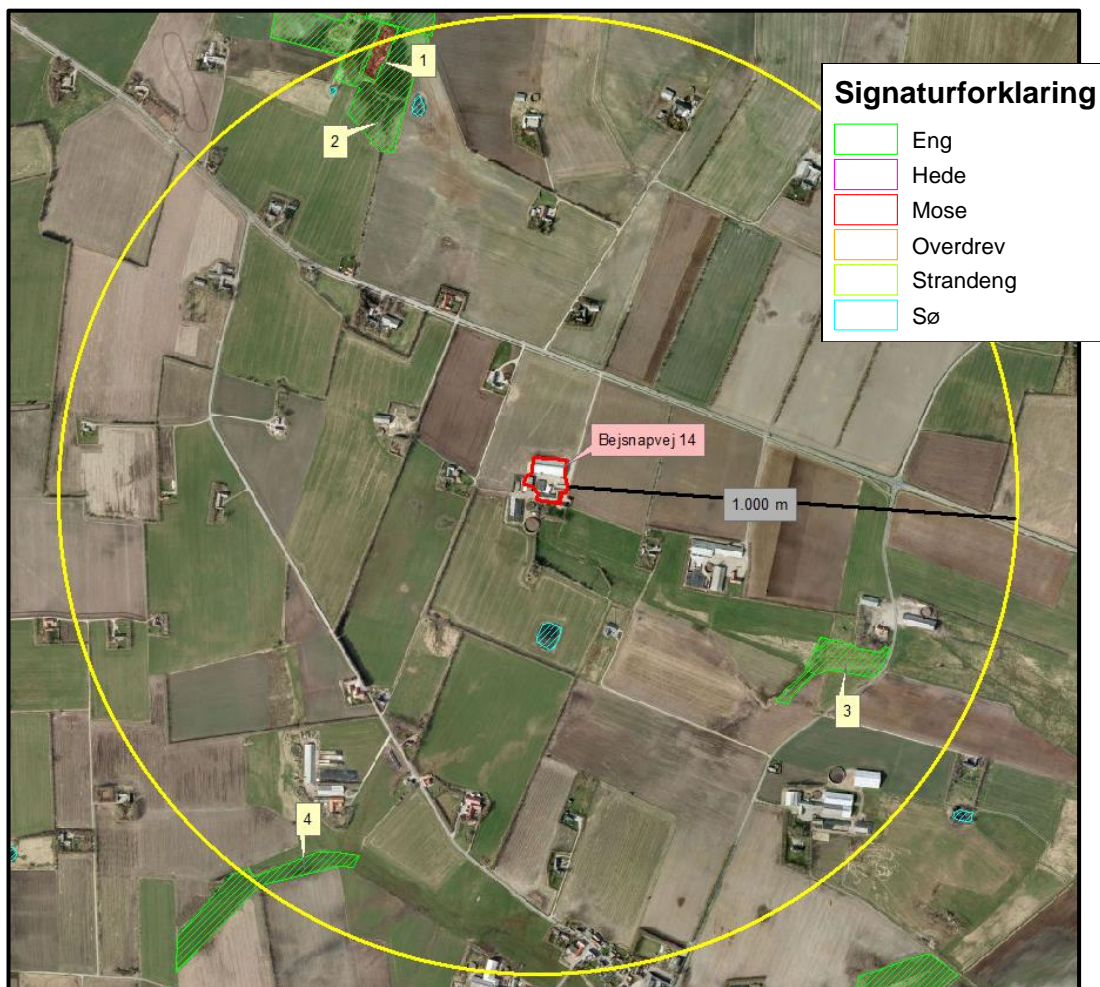 1
2
Signaturforklaring
Eng
Hede
Mose
Overdrev
Strandeng
Sø
Bejsnapvej 14
1.000 m
3
4